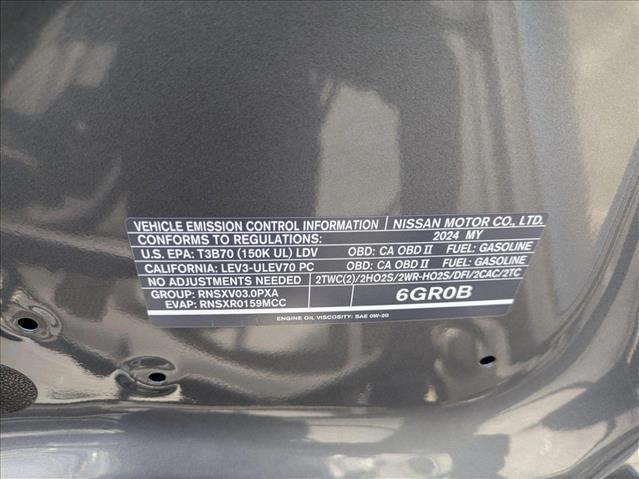 VEHICLE EMISSION CONTROL INFORMATION NISSAN MOTOR CO., LTD.
CONFORMS TO REGULATIONS: 2024 MY
U.S. EPA: T3B70 (150K UL) LDV OBD: CA OBD II FUEL: GASOLINE
CALIFORNIA: LEV3-ULEV70 PC OBD: CA OBD II FUEL: GASOLINE
NO ADJUSTMENTS NEEDED 2TWC(2)/2HO2S/2WR-HO2S/DFI/2CAC/2TC
GROUP: RNSXV03.0PXA 6GR0B
EVAP: RNSXR0159MCC
ENGINE OIL VISCOSITY: SAE 0W-20